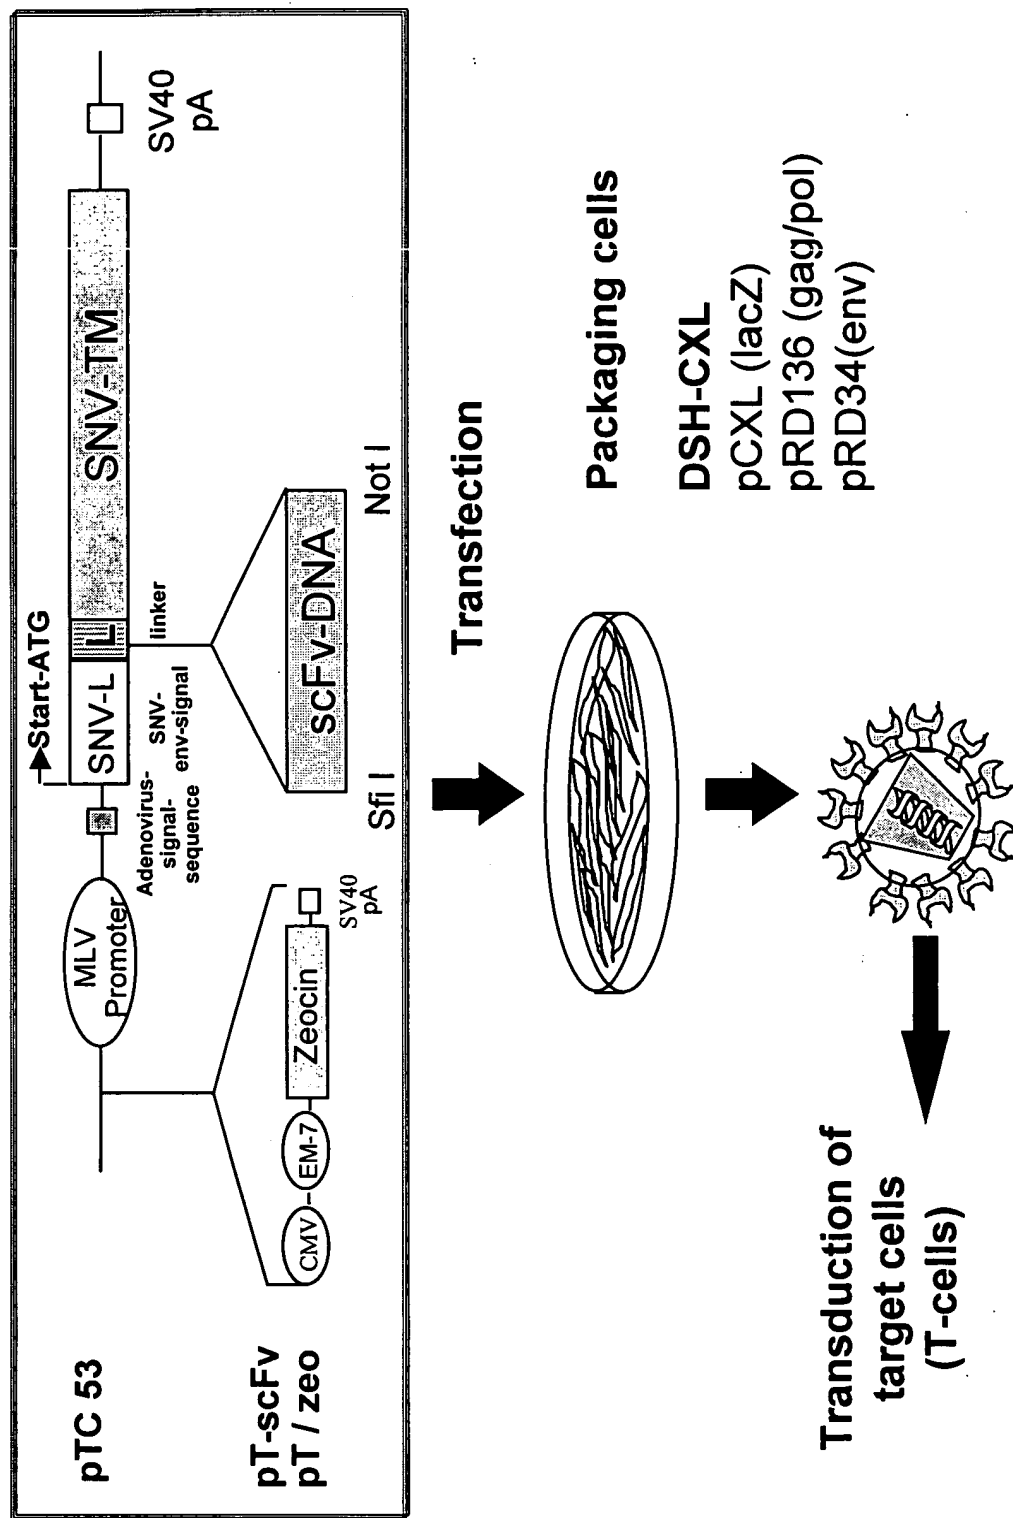 pTC 53
MLV
Promoter
Adenovirus-
signal-
sequence
Start-ATG
SNV-L
SNV-
env-signal
L
linker
SNV-TM
SV40
pA
pT-scFv
pT / zeo
CMV
EM-7
Zeocin
SV40
pA
Sfi I
scFv-DNA
Not I
Transfection
Packaging cells
DSH-CXL
pCXL (lacZ)
pRD136 (gag/pol)
pRD34(env)
Transduction of
target cells
(T-cells)